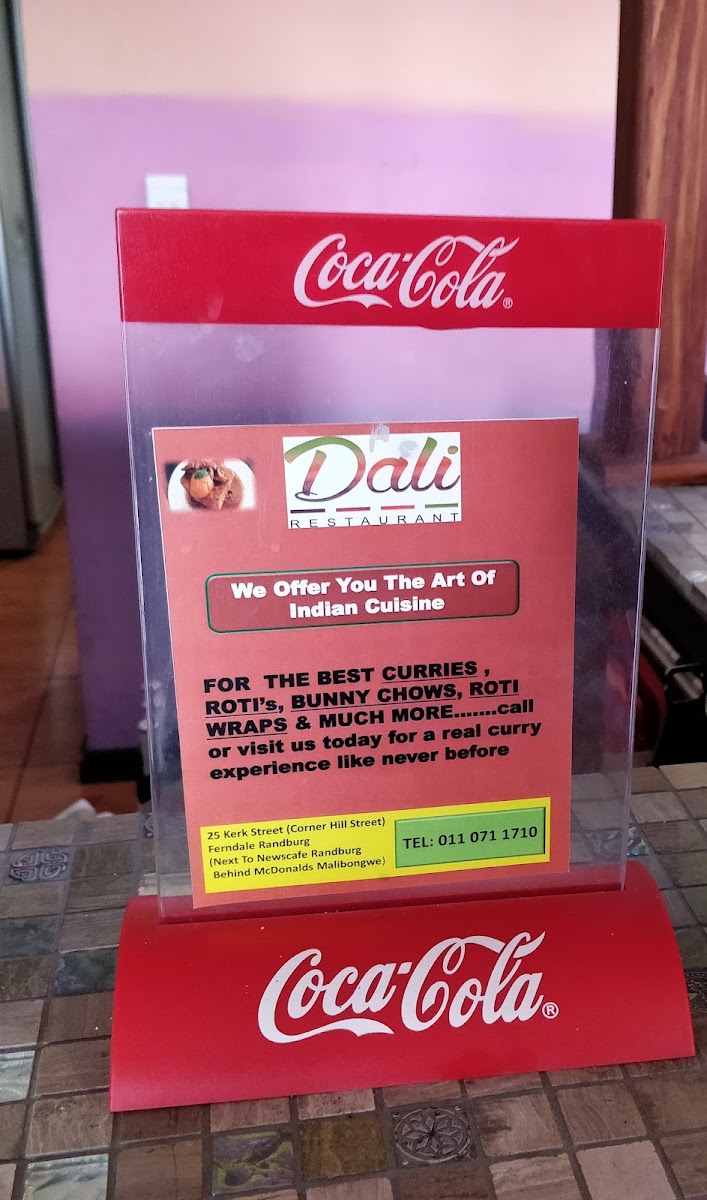 Coca-Cola®
Dali
RESTAURANT
We Offer You The Art Of
Indian Cuisine
FOR THE BEST CURRIES ,
ROTI's, BUNNY CHOWS, ROTI
WRAPS & MUCH MORE.......call
or visit us today for a real curry
experience like never before
25 Kerk Street (Corner Hill Street)
Ferndale Randburg
(Next To Newscafe Randburg
Behind McDonalds Malibongwe)
TEL: 011 071 1710
Coca-Cola®